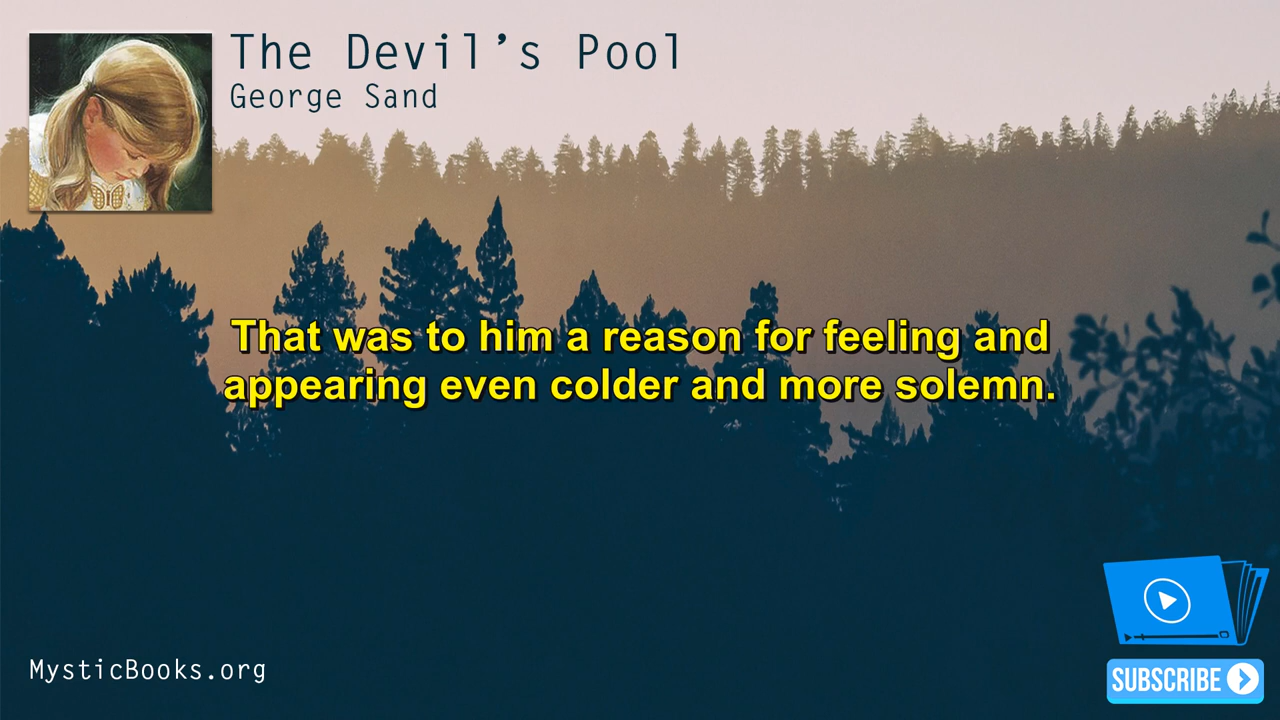 The Devil's Pool
George Sand
That was to him a reason for feeling and
appearing even colder and more solemn.
MysticBooks.org
SUBSCRIBE